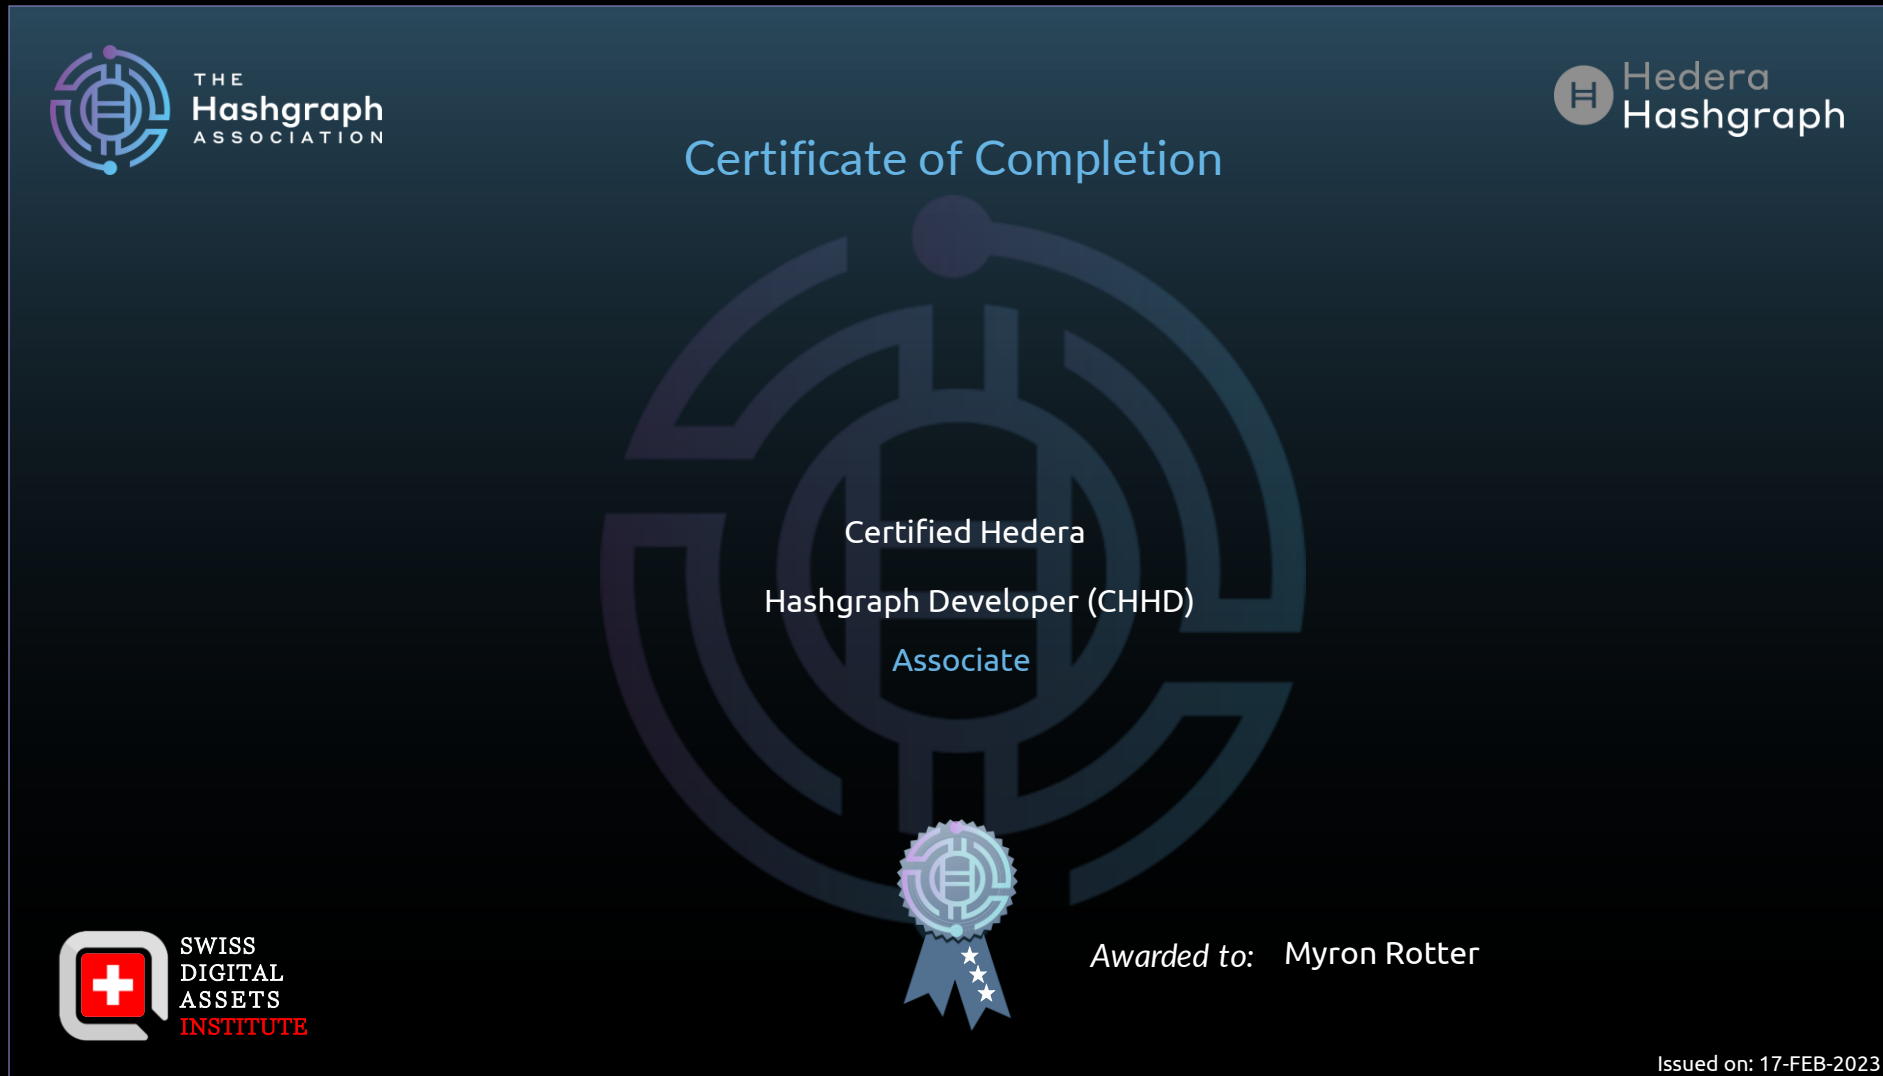 THE
Hashgraph
ASSOCIATION
Hedera
Hashgraph
Certificate of Completion
Certified Hedera
Hashgraph Developer (CHHD)
Associate
SWISS
DIGITAL
ASSETS
INSTITUTE
Awarded to: Myron Rotter
Issued on: 17-FEB-2023